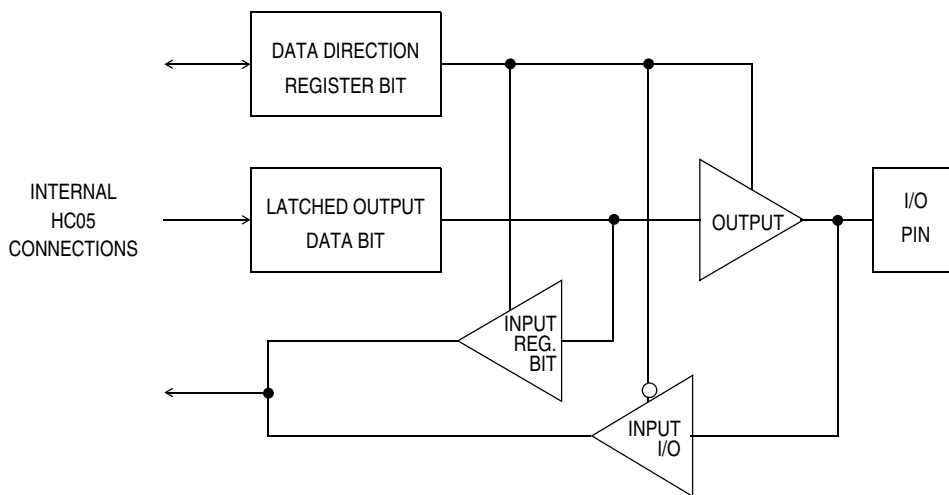 DATA DIRECTION
REGISTER BIT
INTERNAL
HC05
CONNECTIONS
LATCHED OUTPUT
DATA BIT
OUTPUT
I/O
PIN
INPUT
REG.
BIT
INPUT
I/O